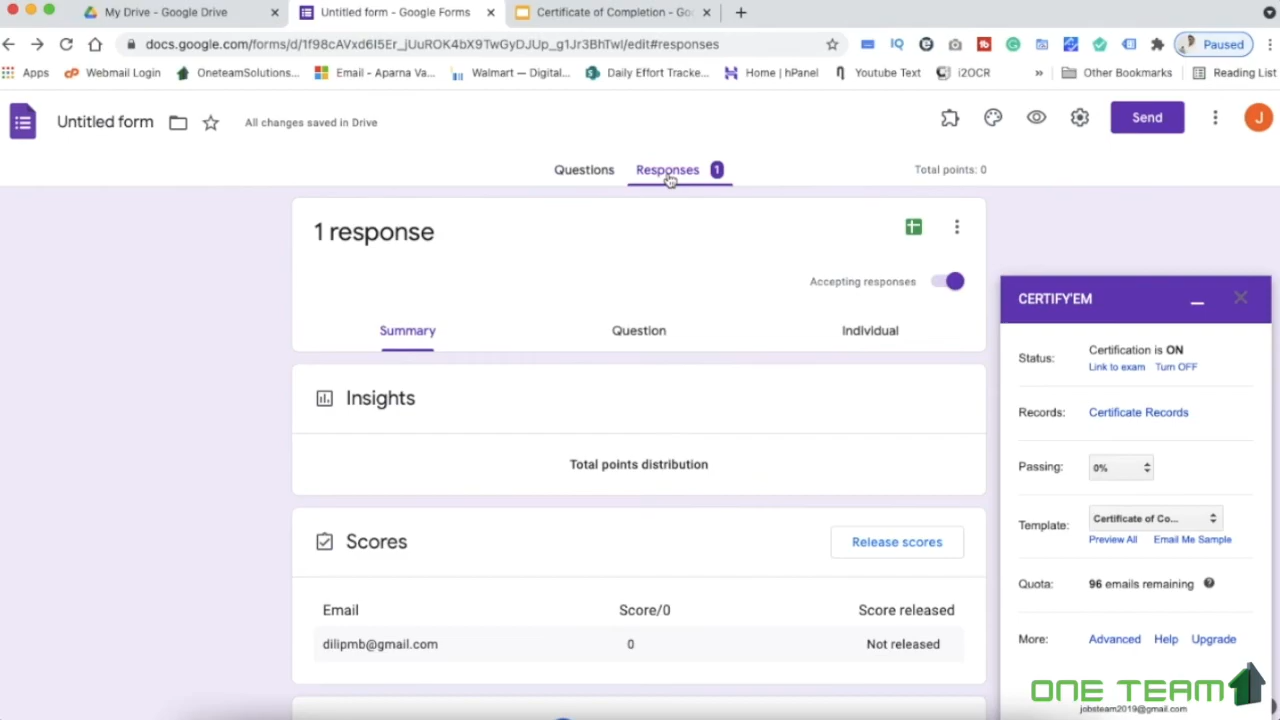 My Drive - Google Drive
Untitled form - Google Forms
Certificate of Completion - Go
docs.google.com/forms/d/1f98cAVxd6I5Er_jUuROK4bX9TwGsDJUp_g1Jr3BhTwI/edit#responses
Paused
Apps
Webmail Login
OneteamSolutions...
Email - Aparna Va...
Walmart — Digital...
Daily Effort Tracke...
Home | hPanel
Youtube Text
i2OCR
»
Other Bookmarks
Reading List
Untitled form
All changes saved in Drive
Send
J
Questions
Responses 1
Total points: 0
1 response
Accepting responses
Summary
Question
Individual
Insights
Total points distribution
Scores
Release scores
Email
Score/0
Score released
dilipmb@gmail.com
0
Not released
CERTIFY'EM
Status:
Certification is ON
Link to exam Turn OFF
Records:
Certificate Records
Passing:
0%
Template:
Certificate of Co...
Preview All Email Me Sample
Quota:
96 emails remaining
More:
Advanced Help Upgrade
ONE TEAM
jobsteam2019@gmail.com